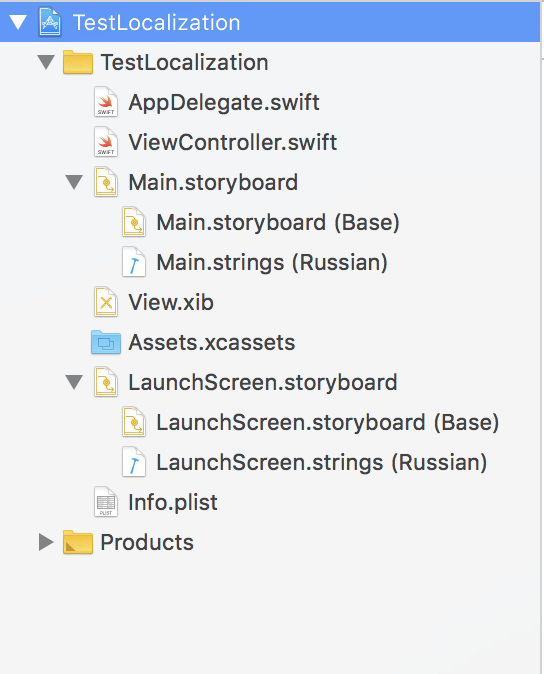 TestLocalization
TestLocalization
AppDelegate.swift
ViewController.swift
Main.storyboard
Main.storyboard (Base)
Main.strings (Russian)
View.xib
Assets.xcassets
LaunchScreen.storyboard
LaunchScreen.storyboard (Base)
LaunchScreen.strings (Russian)
Info.plist
Products